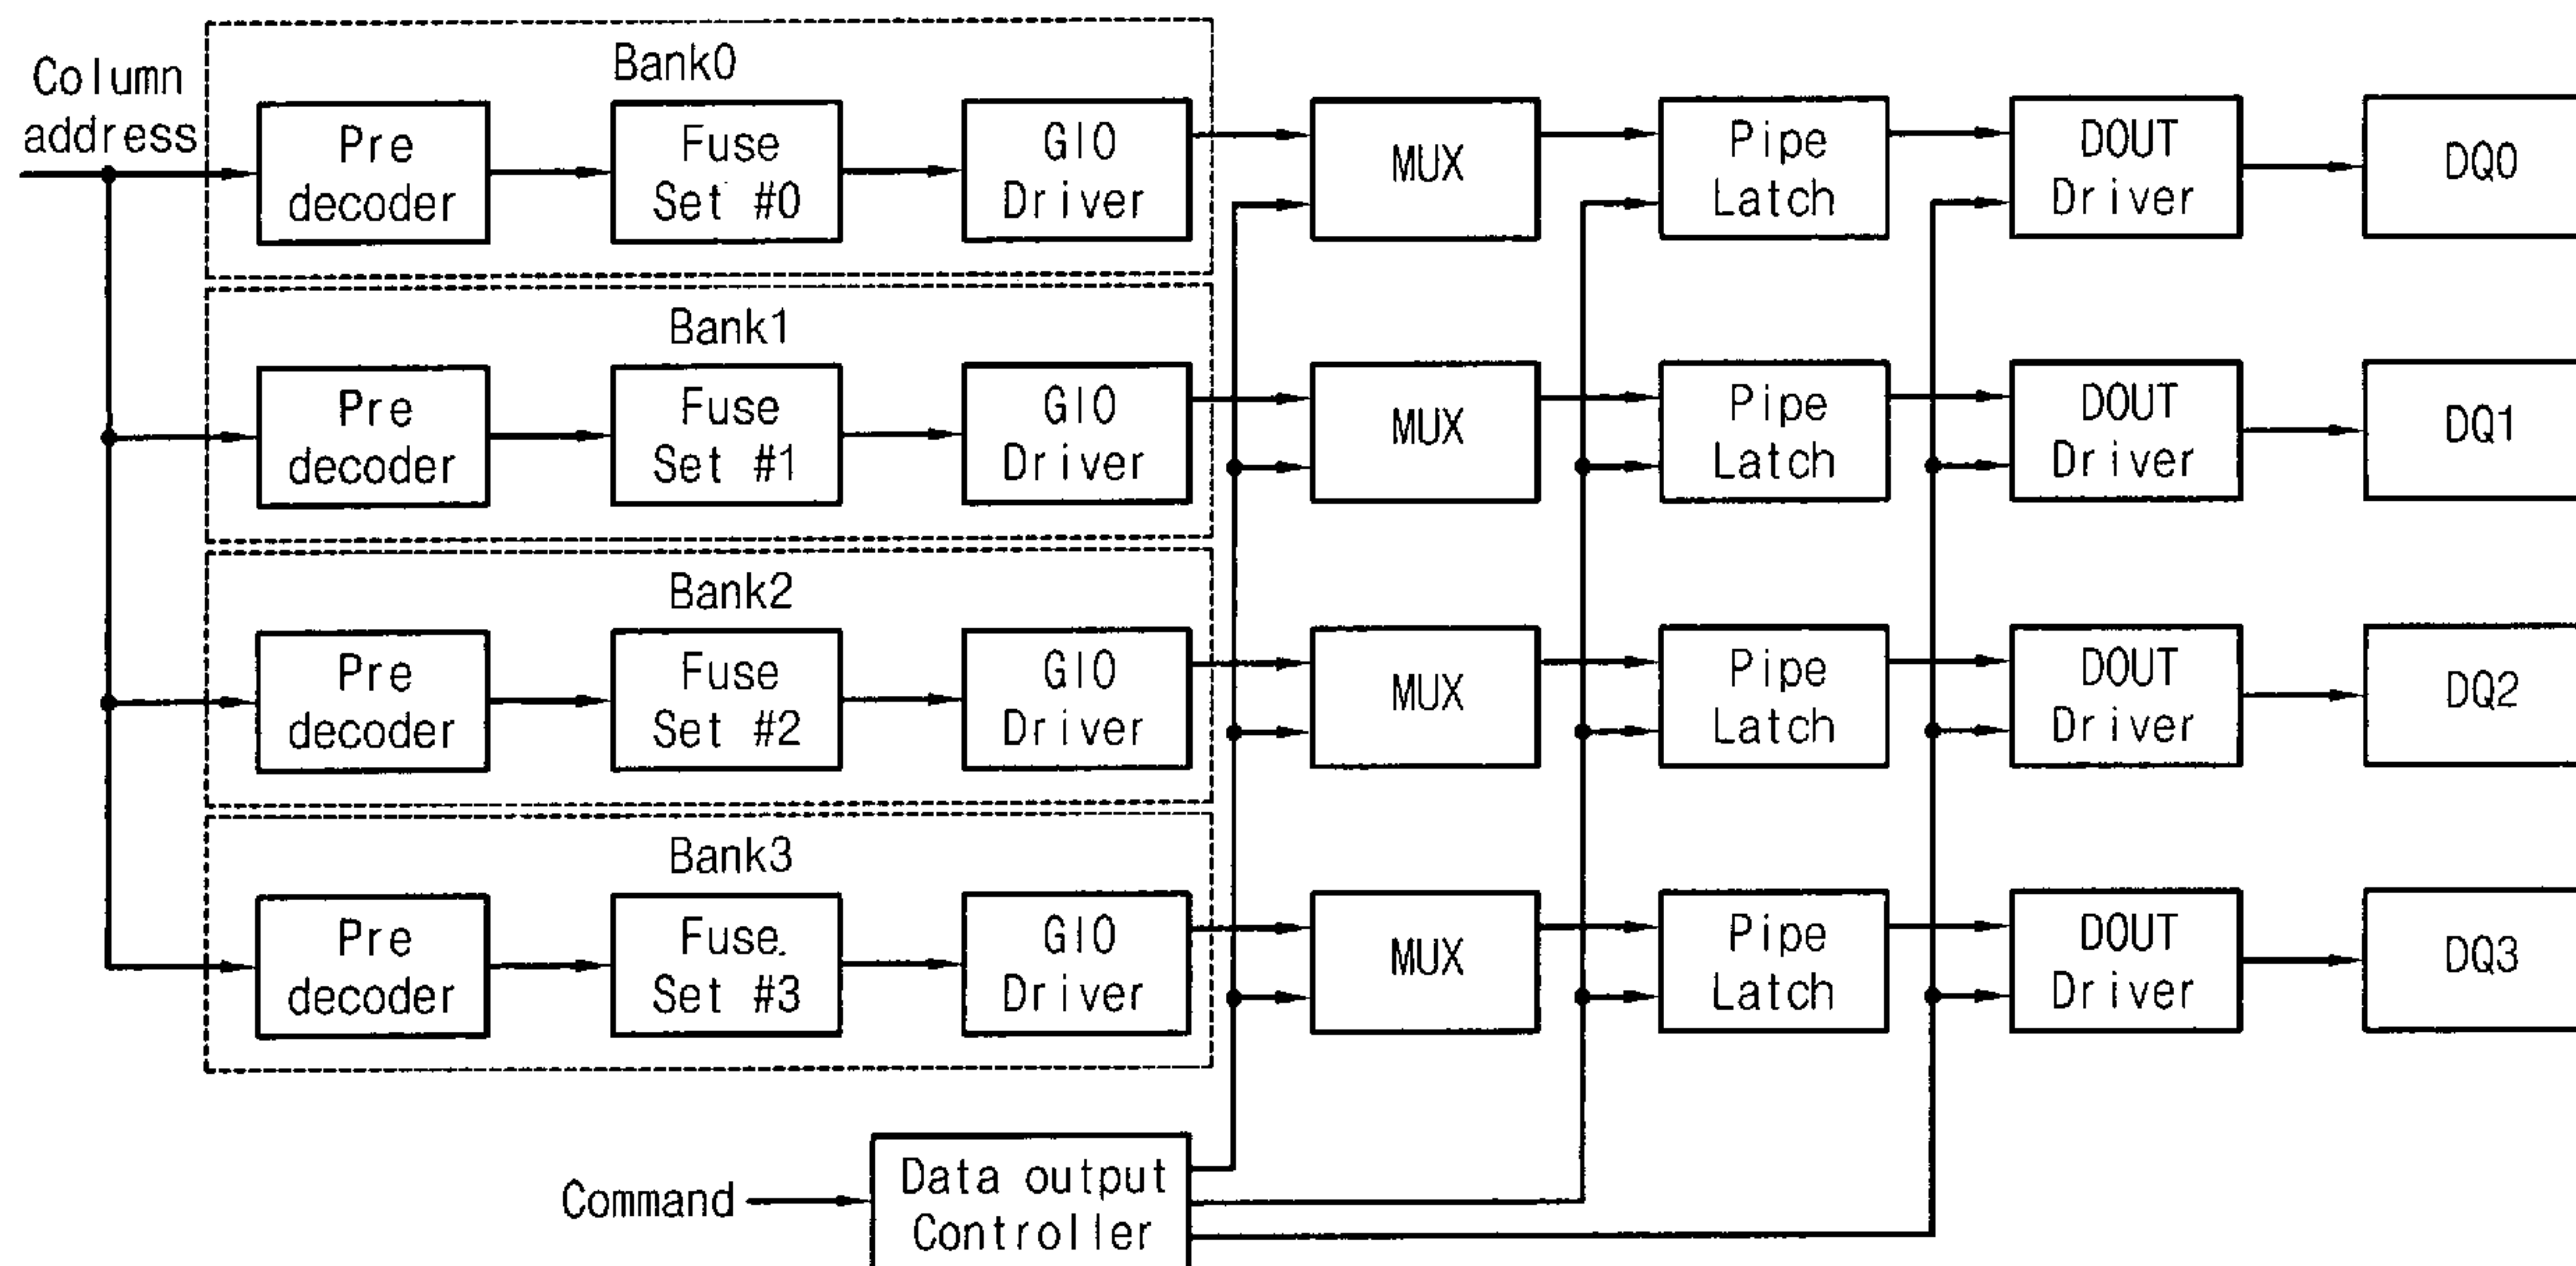 Column
address
Bank0
Pre
decoder
Fuse
Set #0
GIO
Driver
MUX
Pipe
Latch
DOUT
Driver
DQ0
Bank1
Pre
decoder
Fuse
Set #1
GIO
Driver
MUX
Pipe
Latch
DOUT
Driver
DQ1
Bank2
Pre
decoder
Fuse
Set #2
GIO
Driver
MUX
Pipe
Latch
DOUT
Driver
DQ2
Bank3
Pre
decoder
Fuse
Set #3
GIO
Driver
MUX
Pipe
Latch
DOUT
Driver
DQ3
Command
Data output
Controller